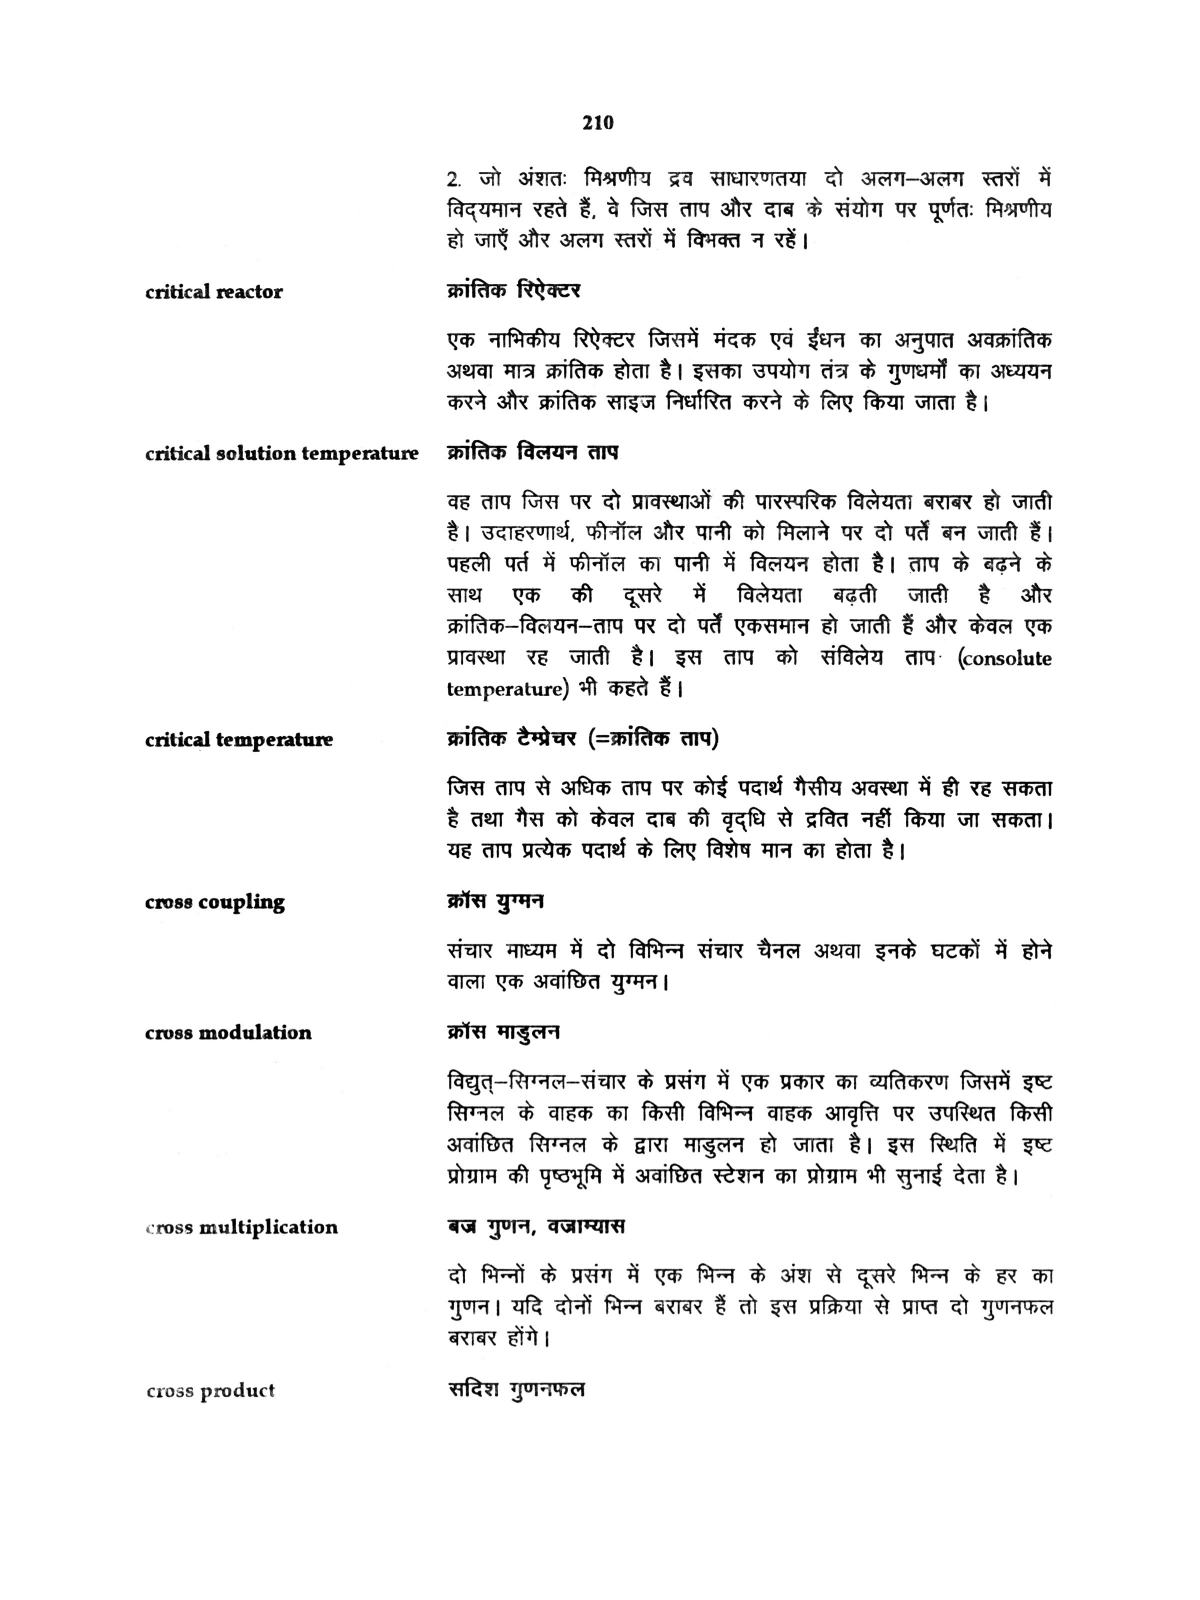 210
2. जो अंशतः मिश्रणीय द्रव साधारणतया दो अलग–अलग स्तरों में
विद्‌यमान रहते हैं, वे जिस ताप और दाब के संयोग पर पूर्णतः मिश्रणीय
हो जाएँ और अलग स्तरों में विभक्त न रहें।
critical reactor क्रांतिक रिऐक्टर
एक नाभिकीय रिऐक्टर जिसमें मंदक एवं ईंधन का अनुपात अवक्रांतिक
अथवा मात्र क्रांतिक होता है। इसका उपयोग तंत्र के गुणधर्मों का अध्ययन
करने और क्रांतिक साइज निर्धारित करने के लिए किया जाता है।
critical solution temperature क्रांतिक विलयन ताप
वह ताप जिस पर दो प्रावस्थाओं की पारस्परिक विलेयता बराबर हो जाती
है। उदाहरणार्थ, फीनॉल और पानी को मिलाने पर दो पर्तें बन जाती हैं।
पहली पर्त में फीनॉल का पानी में विलयन होता है। ताप के बढ़ने के
साथ एक की दूसरे में विलेयता बढ़ती जाती है और
क्रांतिक–विलयन–ताप पर दो पर्तें एकसमान हो जाती हैं और केवल एक
प्रावस्था रह जाती है। इस ताप को संविलेय ताप (consolute
temperature) भी कहते हैं।
critical temperature क्रांतिक टैम्प्रेचर (=क्रांतिक ताप)
जिस ताप से अधिक ताप पर कोई पदार्थ गैसीय अवस्था में ही रह सकता
है तथा गैस को केवल दाब की वृद्‌धि से द्रवित नहीं किया जा सकता।
यह ताप प्रत्येक पदार्थ के लिए विशेष मान का होता है।
cross coupling क्रॉस युग्मन
संचार माध्यम में दो विभिन्न संचार चैनल अथवा इनके घटकों में होने
वाला एक अवांछित युग्मन।
cross modulation क्रॉस माडुलन
विद्युत्–सिग्नल–संचार के प्रसंग में एक प्रकार का व्यतिकरण जिसमें इष्ट
सिग्नल के वाहक का किसी विभिन्न वाहक आवृत्ति पर उपस्थित किसी
अवांछित सिग्नल के द्वारा माडुलन हो जाता है। इस स्थिति में इष्ट
प्रोग्राम की पृष्ठभूमि में अवांछित स्टेशन का प्रोग्राम भी सुनाई देता है।
cross multiplication बज्र गुणन, वज्राभ्यास
दो भिन्नों के प्रसंग में एक भिन्न के अंश से दूसरे भिन्न के हर का
गुणन। यदि दोनों भिन्न बराबर हैं तो इस प्रक्रिया से प्राप्त दो गुणनफल
बराबर होंगे।
cross product सदिश गुणनफल